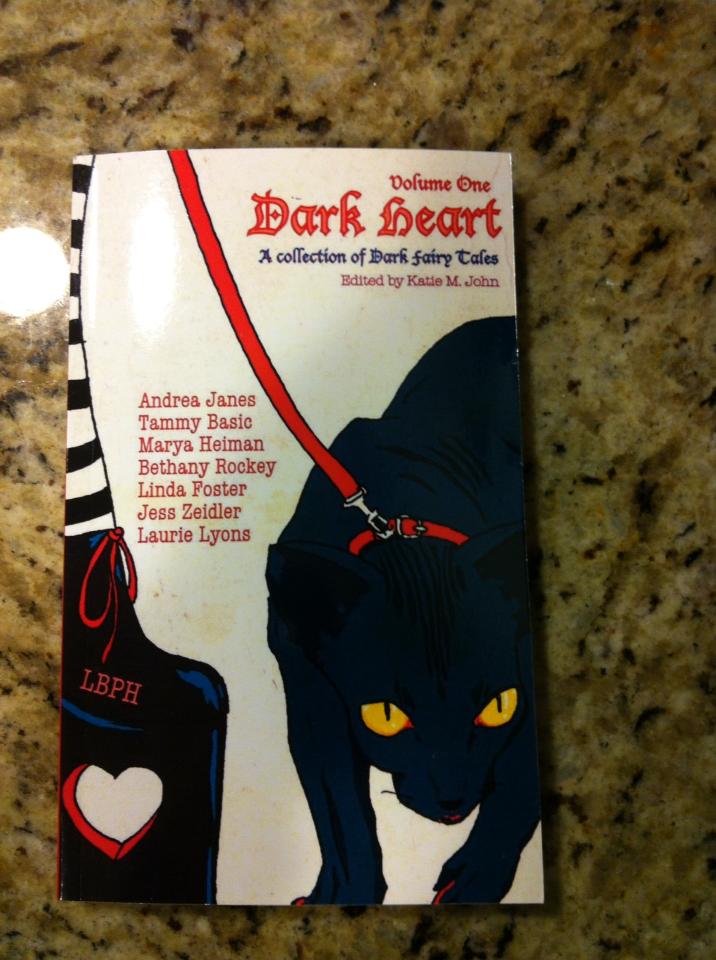 Volume One
Dark Heart
A collection of Dark Fairy Tales
Edited by Katie M. John
Andrea Janes
Tammy Basic
Marya Heiman
Bethany Rockey
Linda Foster
Jess Zeidler
Laurie Lyons
LBPH